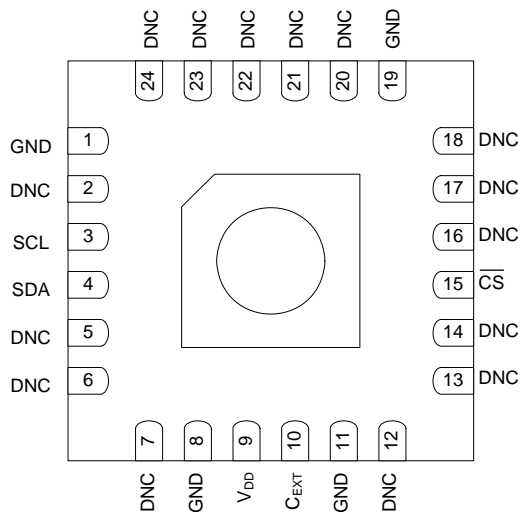 DNC DNC DNC DNC DNC GND
24 23 22 21 20 19
GND 1 18 DNC
DNC 2 17 DNC
SCL 3 16 DNC
SDA 4 15 C̅S̅
DNC 5 14 DNC
DNC 6 13 DNC
7 8 9 10 11 12
DNC GND VDD CEXT GND DNC